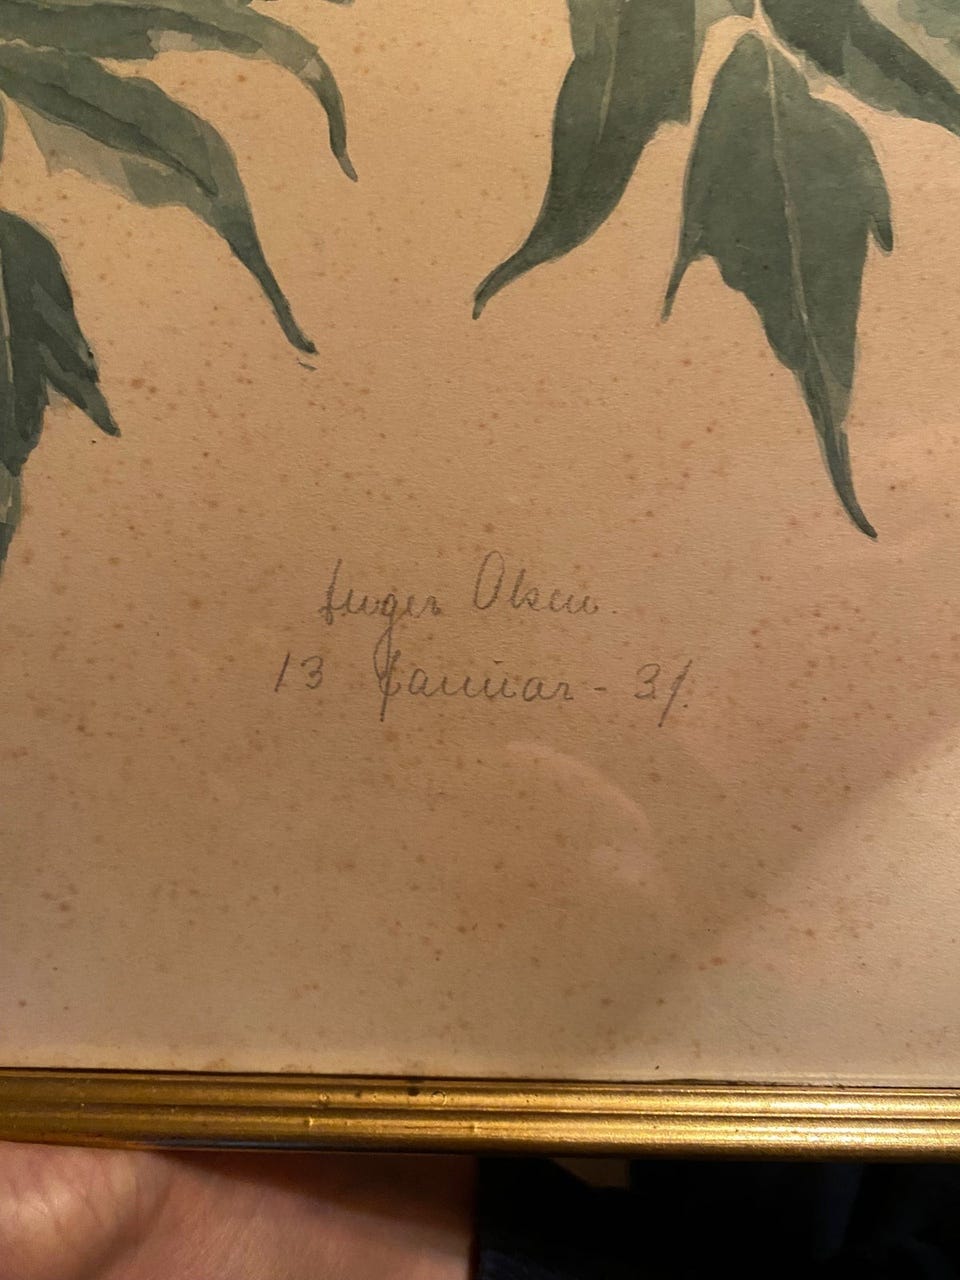 Inger Olsen.
13 Januar - 31.